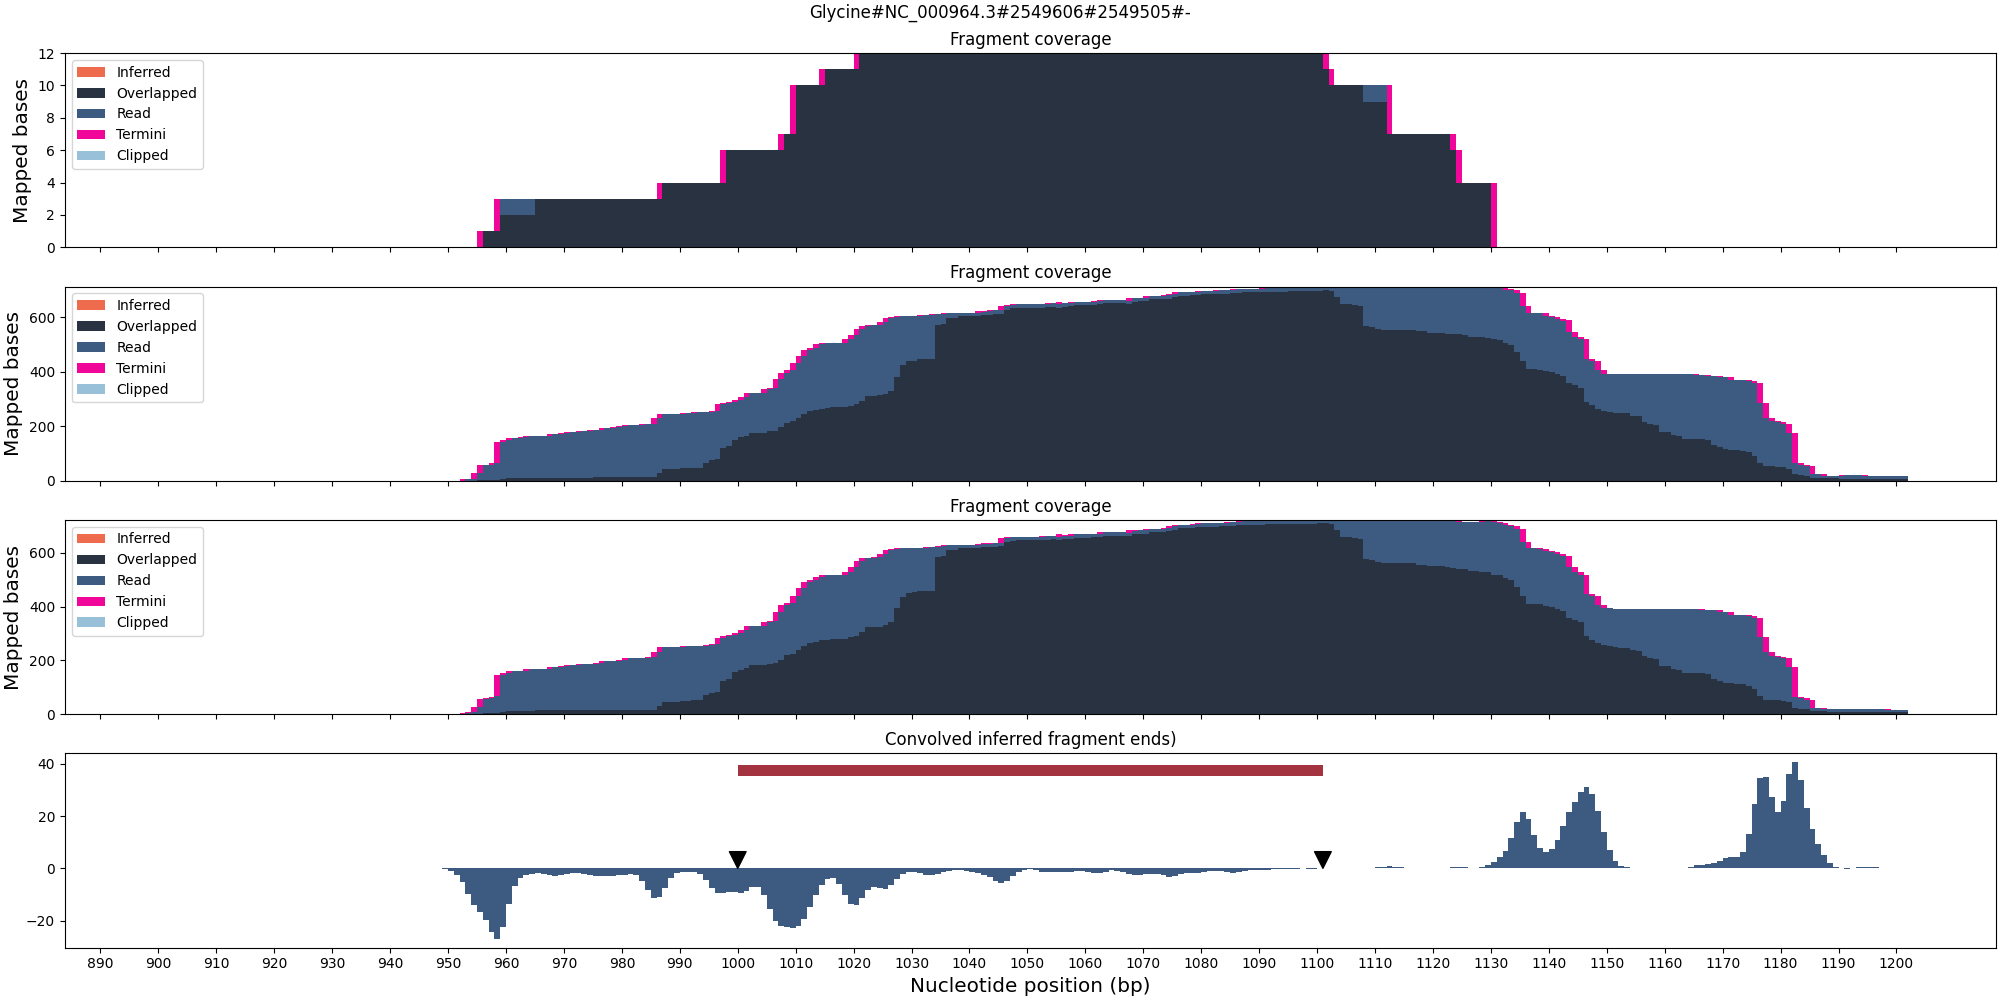 Glycine#NC_000964.3#2549606#2549505#-
Fragment coverage
Mapped bases
12
10
8
6
4
2
0
Inferred
Overlapped
Read
Termini
Clipped
Fragment coverage
Mapped bases
600
400
200
0
Inferred
Overlapped
Read
Termini
Clipped
Fragment coverage
Mapped bases
600
400
200
0
Inferred
Overlapped
Read
Termini
Clipped
Convolved inferred fragment ends)
40
20
0
−20
890 900 910 920 930 940 950 960 970 980 990 1000 1010 1020 1030 1040 1050 1060 1070 1080 1090 1100 1110 1120 1130 1140 1150 1160 1170 1180 1190 1200
Nucleotide position (bp)